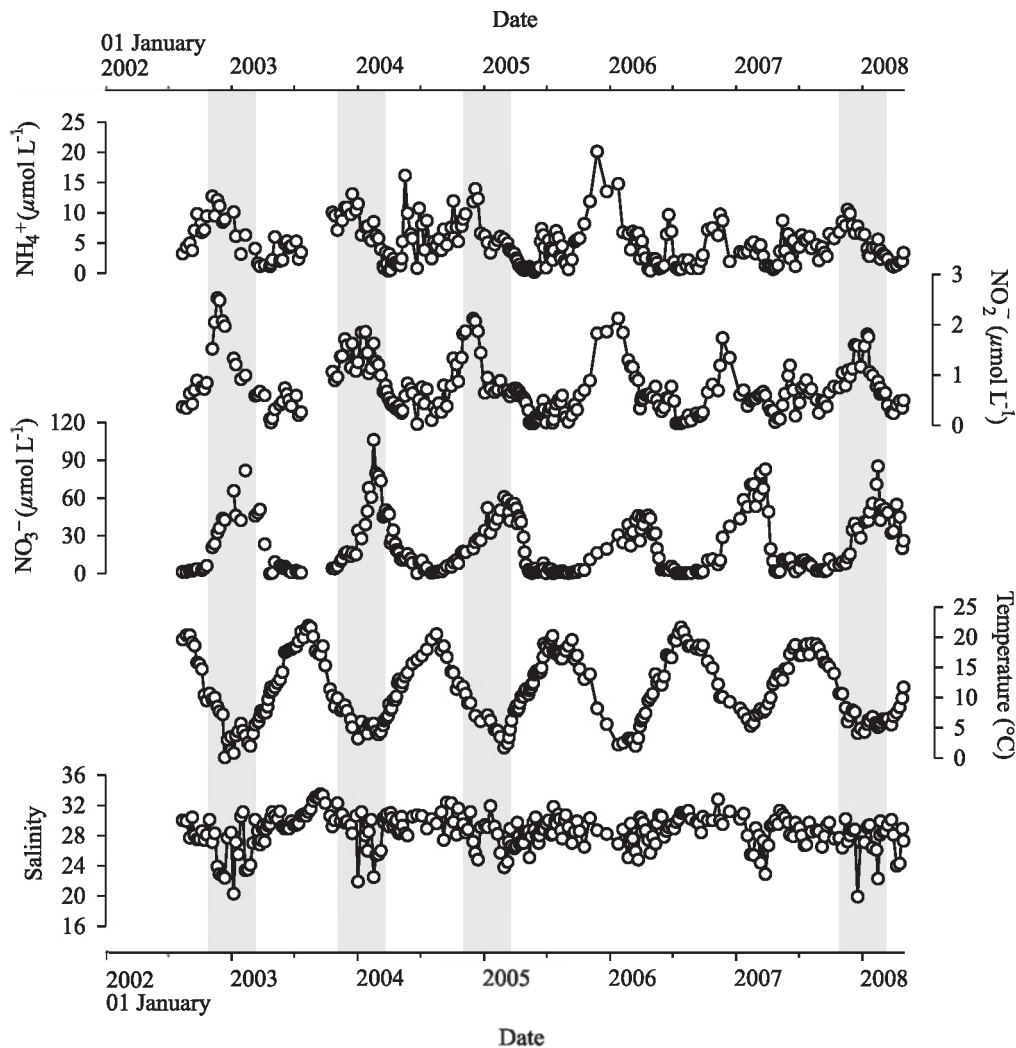 Date
01 January
2002 2003 2004 2005 2006 2007 2008
NH₄⁺ (μmol L⁻¹)
25
20
15
10
5
0
NO₂⁻ (μmol L⁻¹)
3
2
1
0
NO₃⁻ (μmol L⁻¹)
120
90
60
30
0
Temperature (°C)
25
20
15
10
5
0
Salinity
36
32
28
24
20
16
2002 2003 2004 2005 2006 2007 2008
01 January
Date